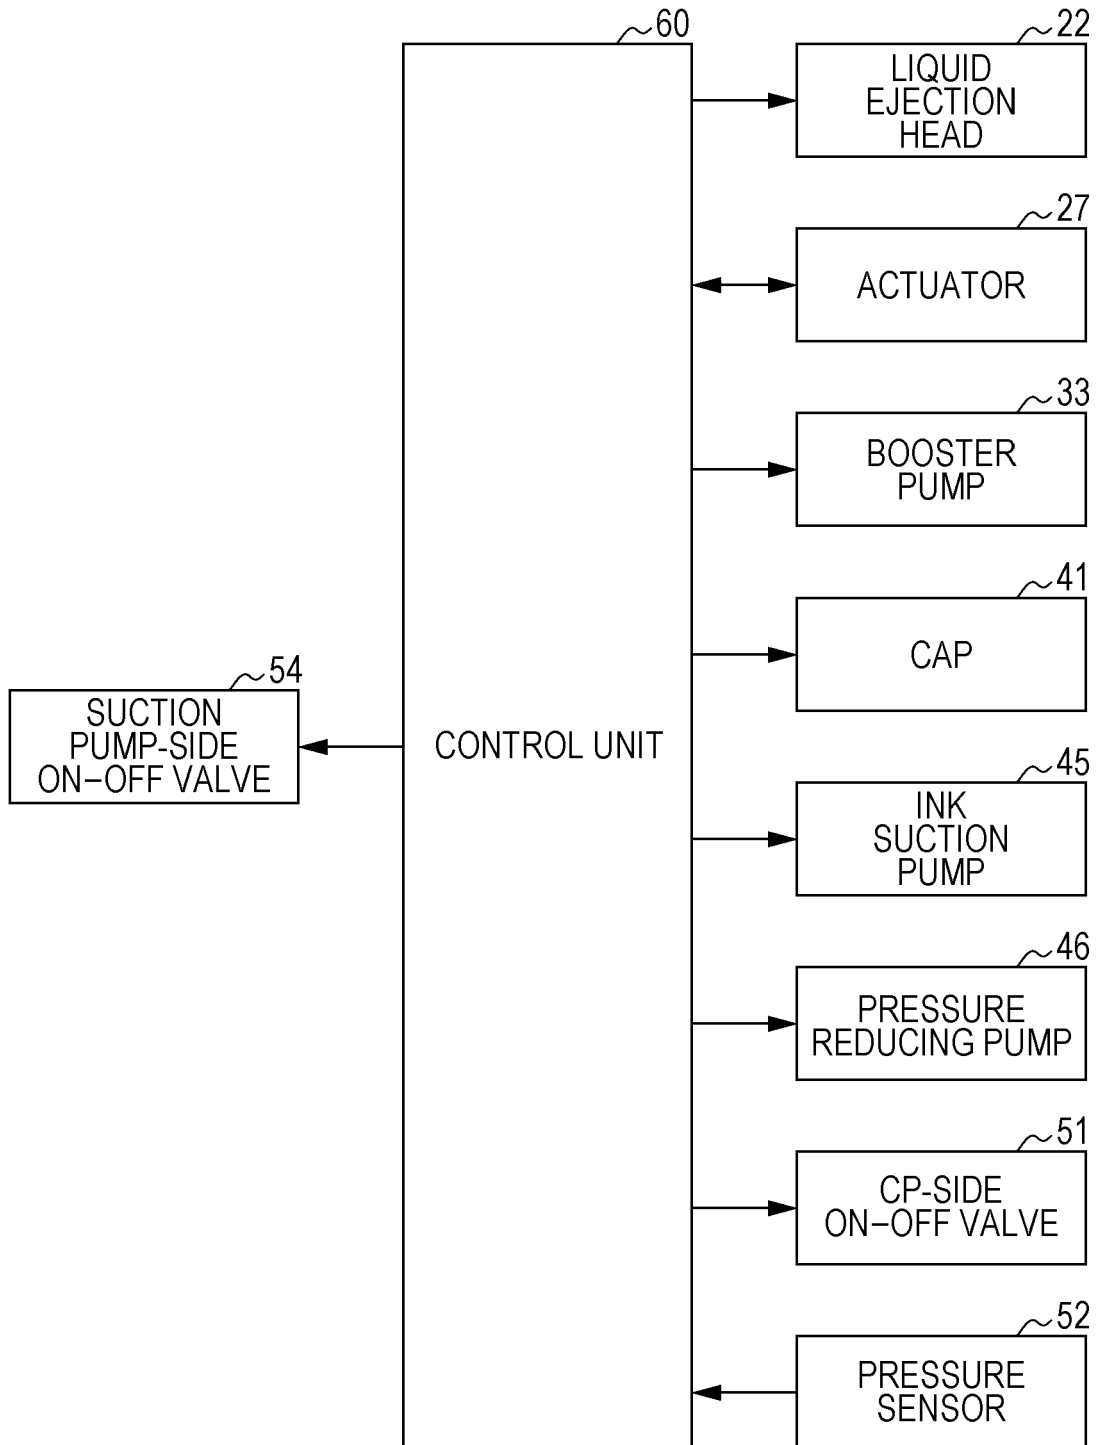 60
22
LIQUID
EJECTION
HEAD
27
ACTUATOR
33
BOOSTER
PUMP
41
CAP
54
SUCTION
PUMP-SIDE
ON–OFF VALVE
CONTROL UNIT
45
INK
SUCTION
PUMP
46
PRESSURE
REDUCING PUMP
51
CP-SIDE
ON–OFF VALVE
52
PRESSURE
SENSOR